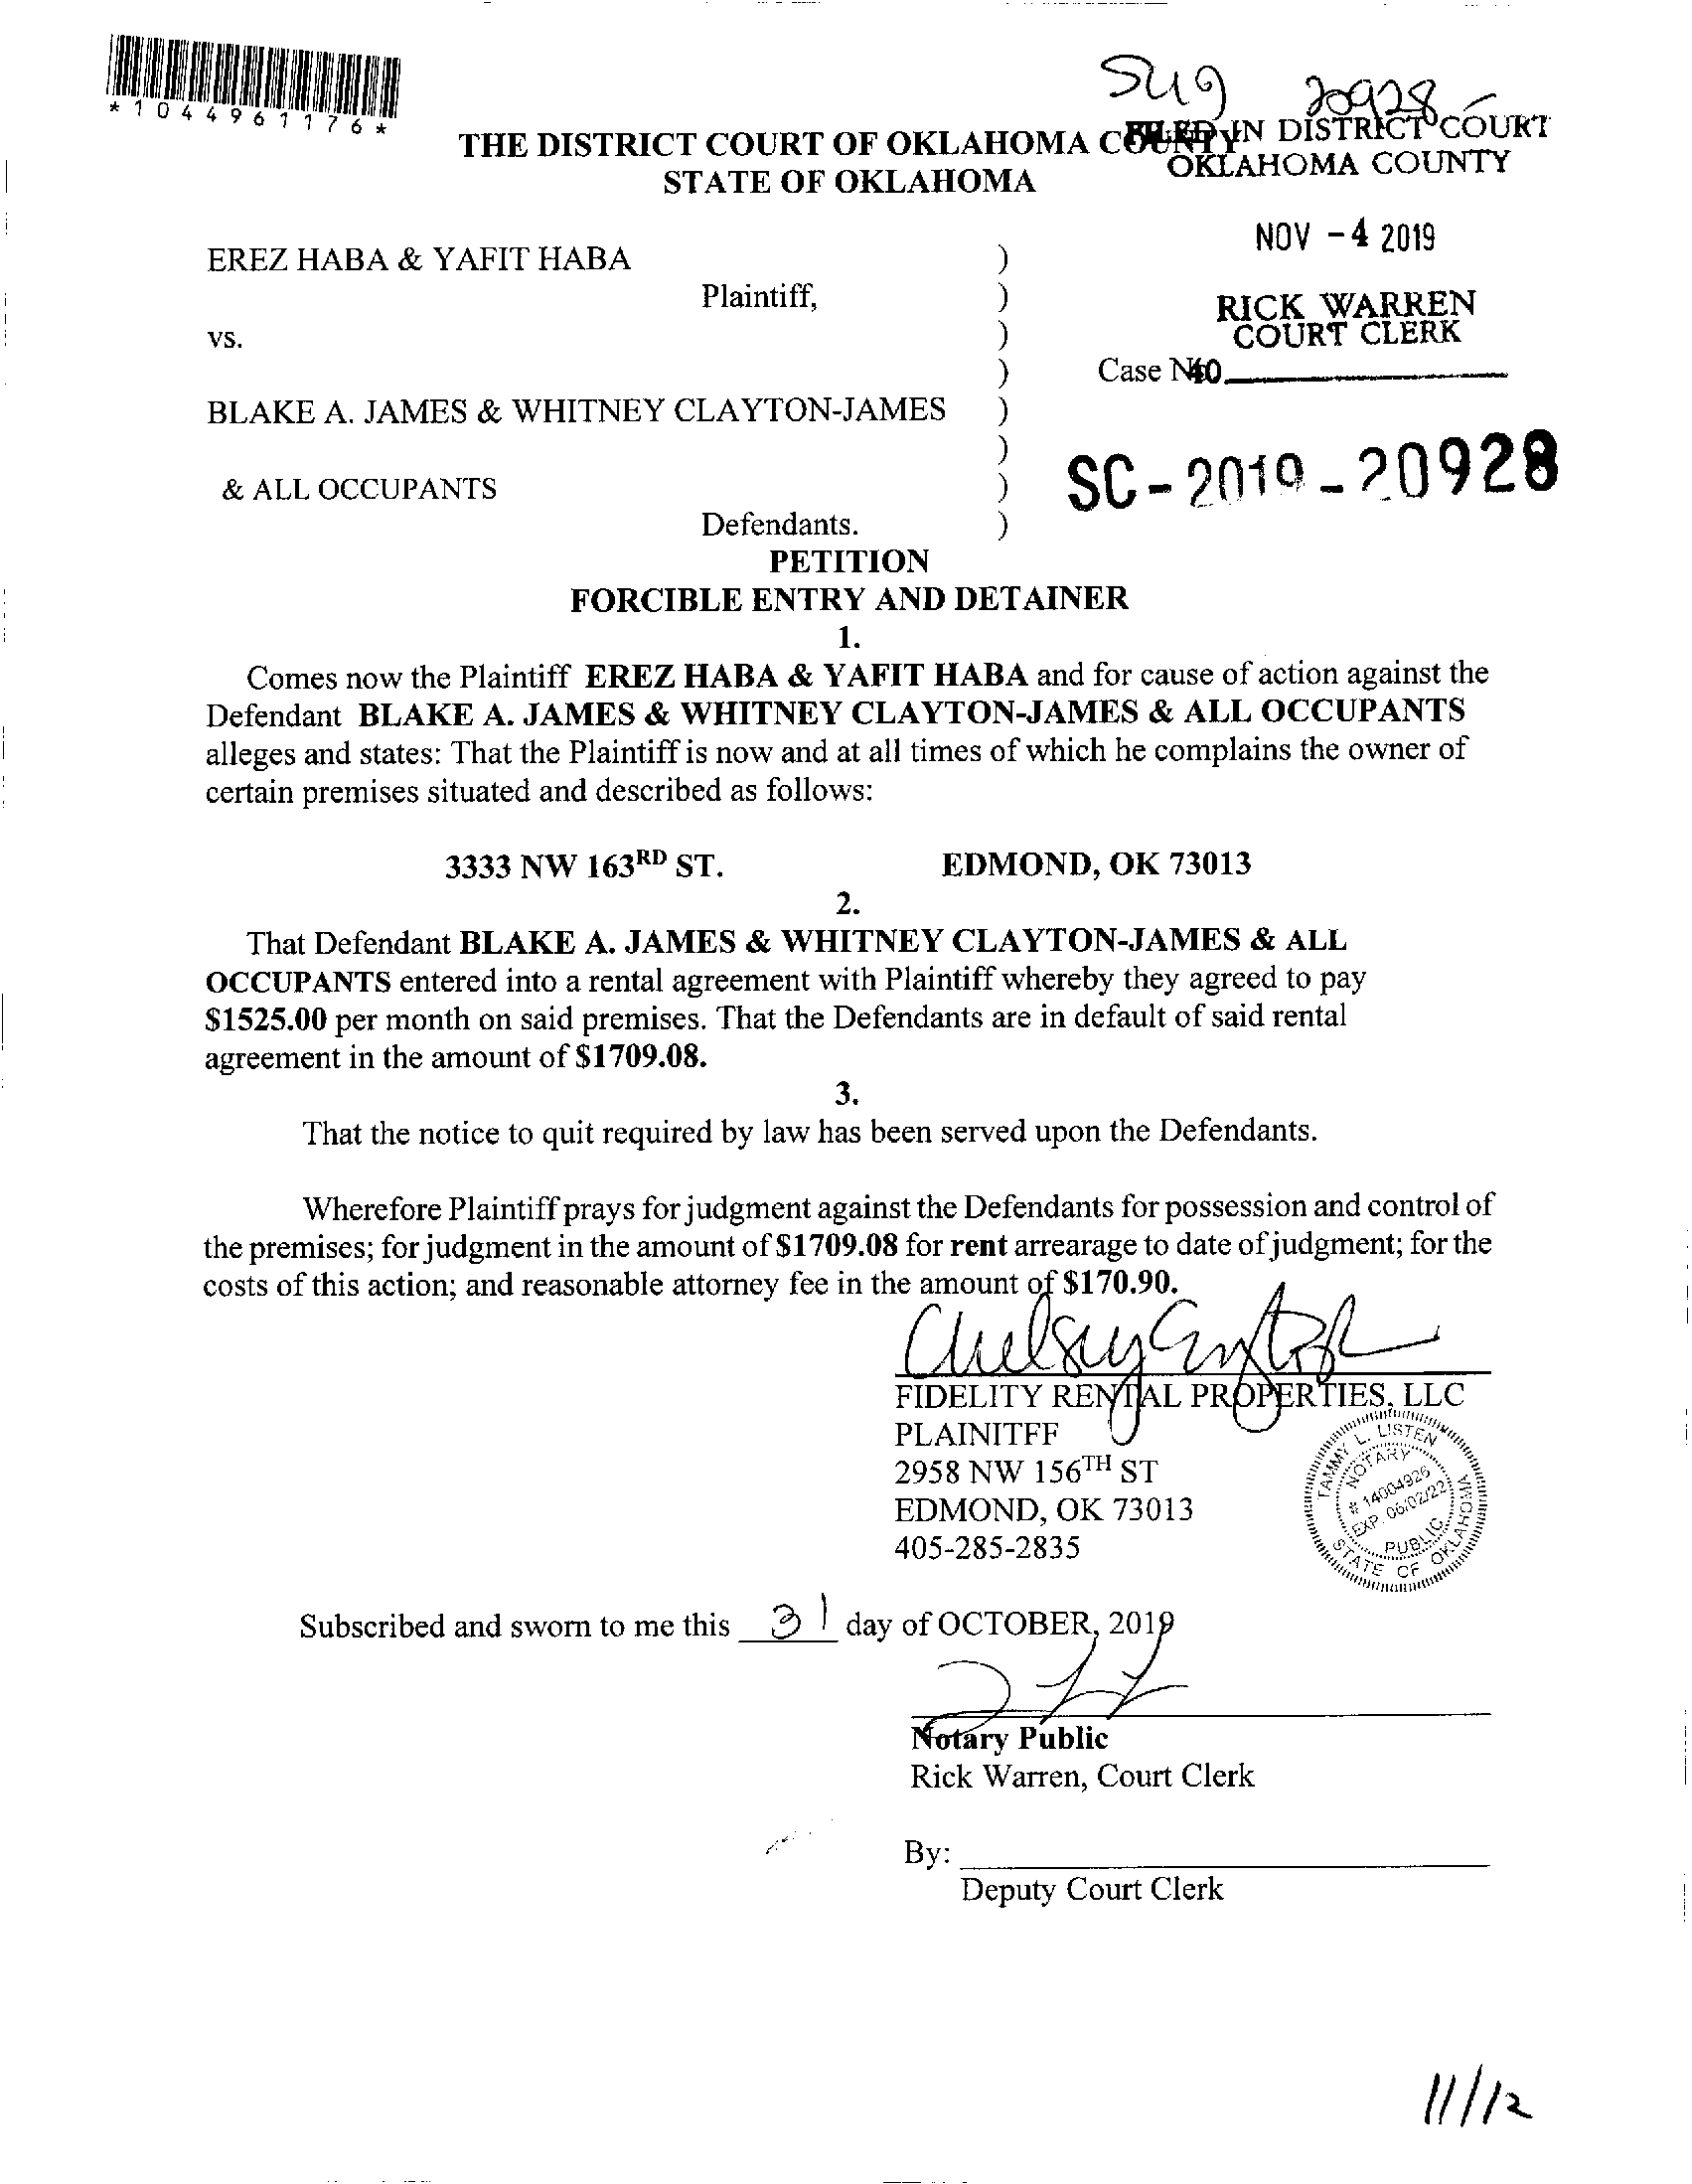 *1044961176*
20928
THE DISTRICT COURT OF OKLAHOMA COUNTY
STATE OF OKLAHOMA
FILED IN DISTRICT COURT
OKLAHOMA COUNTY
NOV -4 2019
RICK WARREN
COURT CLERK
40
EREZ HABA & YAFIT HABA )
Plaintiff, )
vs. )
) Case No.
BLAKE A. JAMES & WHITNEY CLAYTON-JAMES )
)
& ALL OCCUPANTS )
Defendants. )
SC-2019-20928
PETITION
FORCIBLE ENTRY AND DETAINER
1.
Comes now the Plaintiff EREZ HABA & YAFIT HABA and for cause of action against the
Defendant BLAKE A. JAMES & WHITNEY CLAYTON-JAMES & ALL OCCUPANTS
alleges and states: That the Plaintiff is now and at all times of which he complains the owner of
certain premises situated and described as follows:
3333 NW 163RD ST. EDMOND, OK 73013
2.
That Defendant BLAKE A. JAMES & WHITNEY CLAYTON-JAMES & ALL
OCCUPANTS entered into a rental agreement with Plaintiff whereby they agreed to pay
$1525.00 per month on said premises. That the Defendants are in default of said rental
agreement in the amount of $1709.08.
3.
That the notice to quit required by law has been served upon the Defendants.
Wherefore Plaintiff prays for judgment against the Defendants for possession and control of
the premises; for judgment in the amount of $1709.08 for rent arrearage to date of judgment; for the
costs of this action; and reasonable attorney fee in the amount of $170.90.
FIDELITY RENTAL PROPERTIES, LLC
PLAINITFF
2958 NW 156TH ST
EDMOND, OK 73013
405-285-2835
TAMMY L. LISTEN
NOTARY
# 14004926
EXP. 06/02/22
PUBLIC
STATE OF OKLAHOMA
Subscribed and sworn to me this 31 day of OCTOBER, 2019
Notary Public
Rick Warren, Court Clerk
By:
Deputy Court Clerk
11/12